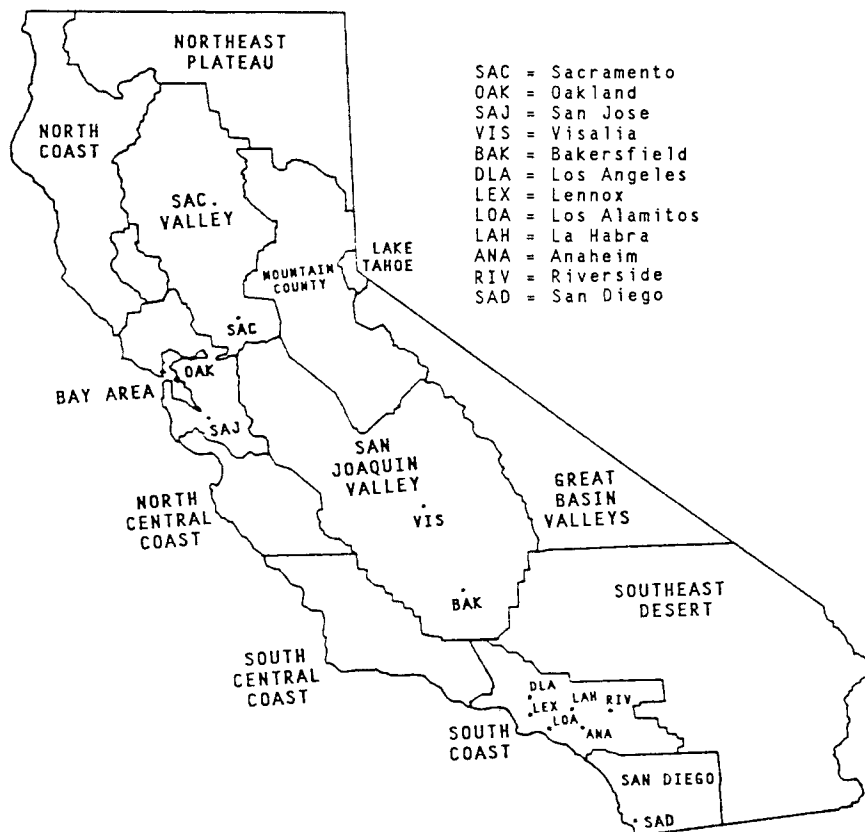 NORTHEAST
PLATEAU
NORTH
COAST
SAC.
VALLEY
MOUNTAIN
COUNTY
LAKE
TAHOE
SAC = Sacramento
OAK = Oakland
SAJ = San Jose
VIS = Visalia
BAK = Bakersfield
DLA = Los Angeles
LEX = Lennox
LOA = Los Alamitos
LAH = La Habra
ANA = Anaheim
RIV = Riverside
SAD = San Diego
SAC
OAK
BAY AREA
SAJ
SAN
JOAQUIN
VALLEY
NORTH
CENTRAL
COAST
VIS
GREAT
BASIN
VALLEYS
BAK
SOUTHEAST
DESERT
SOUTH
CENTRAL
COAST
DLA
LEX
LAH
RIV
LOA
ANA
SOUTH
COAST
SAN DIEGO
SAD